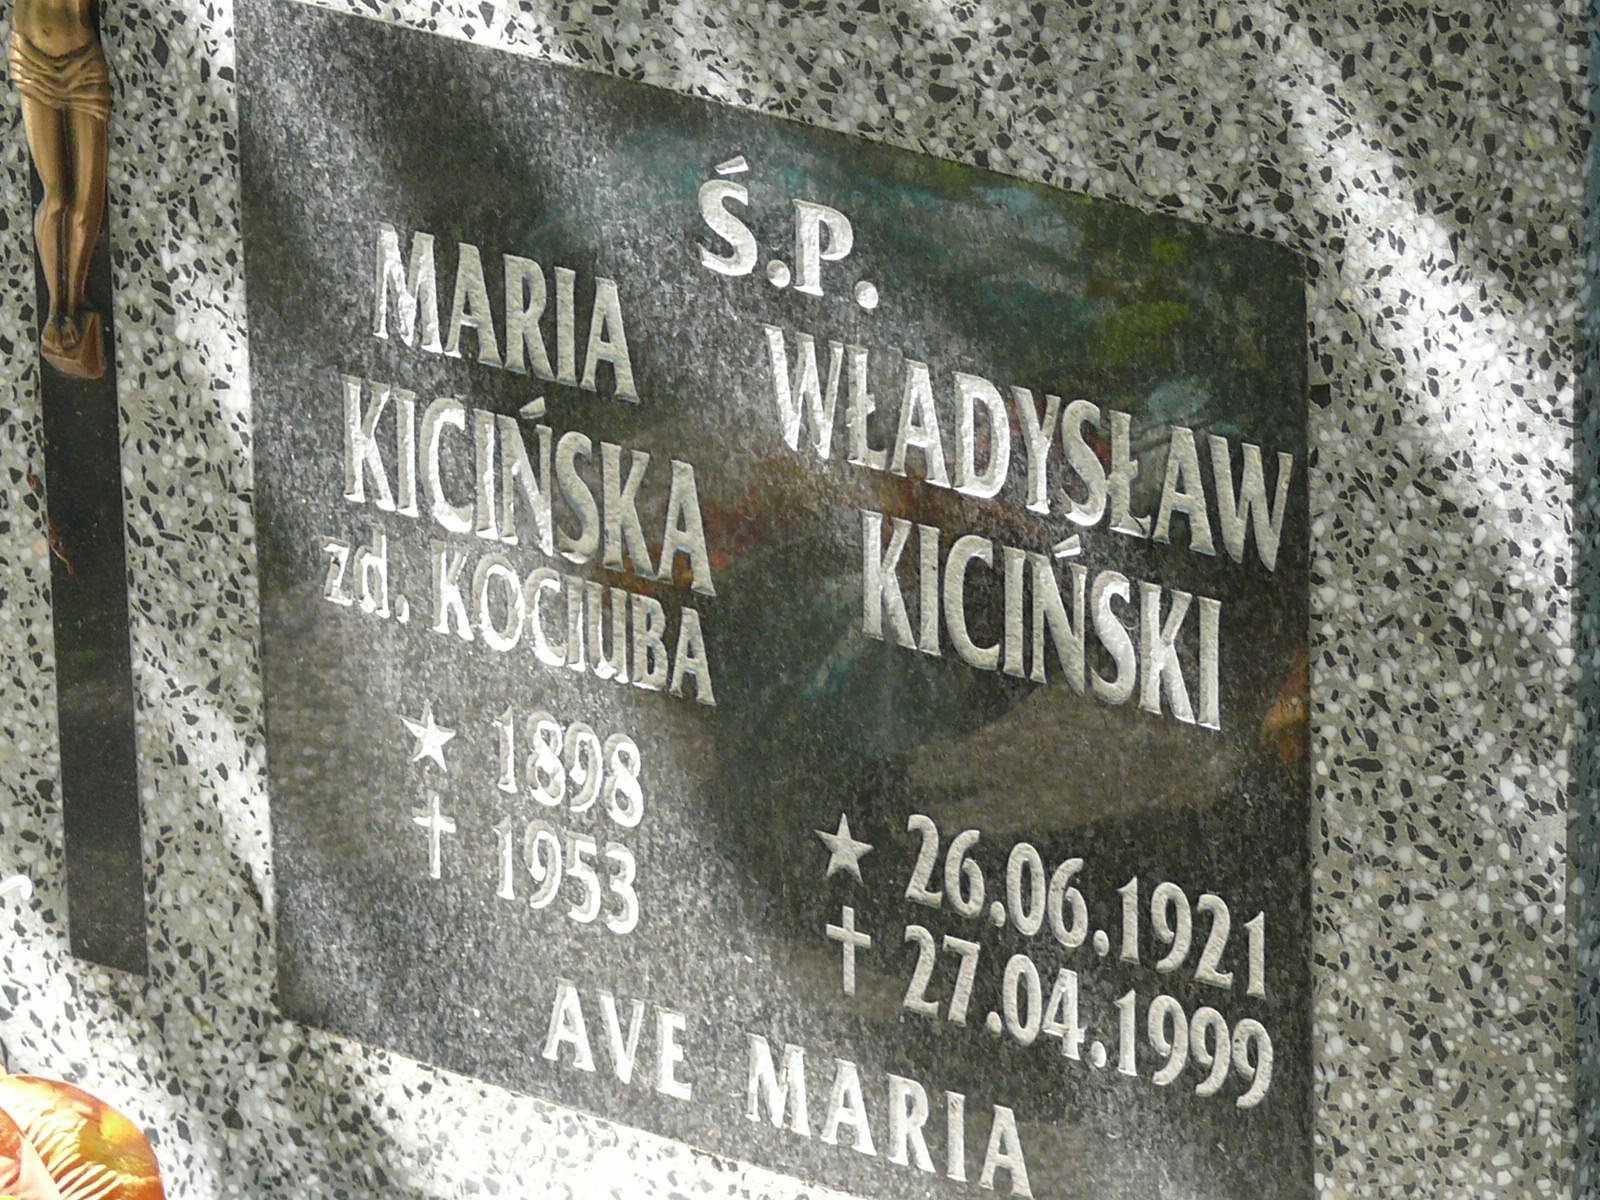 Ś.P.
MARIA
KICIŃSKA
zd. KOCIUBA
★ 1898
✝ 1953
WŁADYSŁAW
KICIŃSKI
★ 26.06.1921
✝ 27.04.1999
AVE MARIA